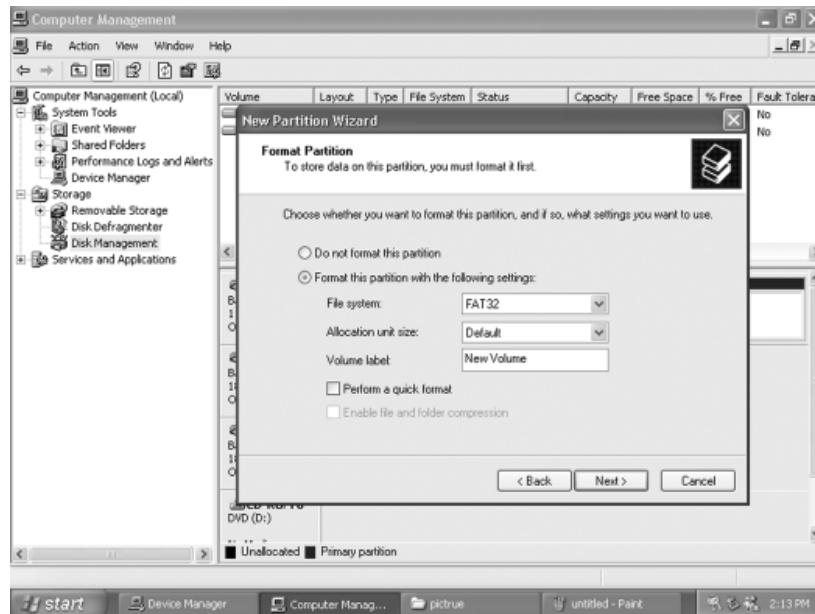 Computer Management
File Action View Window Help
Computer Management (Local)
System Tools
Event Viewer
Shared Folders
Performance Logs and Alerts
Device Manager
Storage
Removable Storage
Disk Defragmenter
Disk Management
Services and Applications
Volume Layout Type File System Status Capacity Free Space % Free Fault Tolera
No
No
New Partition Wizard
Format Partition
To store data on this partition, you must format it first.
Choose whether you want to format this partition, and if so, what settings you want to use.
Do not format this partition
Format this partition with the following settings:
File system: FAT32
Allocation unit size: Default
Volume label: New Volume
Perform a quick format
Enable file and folder compression
< Back Next > Cancel
DVD (D:)
Unallocated Primary partition
start Device Manager Computer Manag... pictrue untitled - Paint 2:13 PM